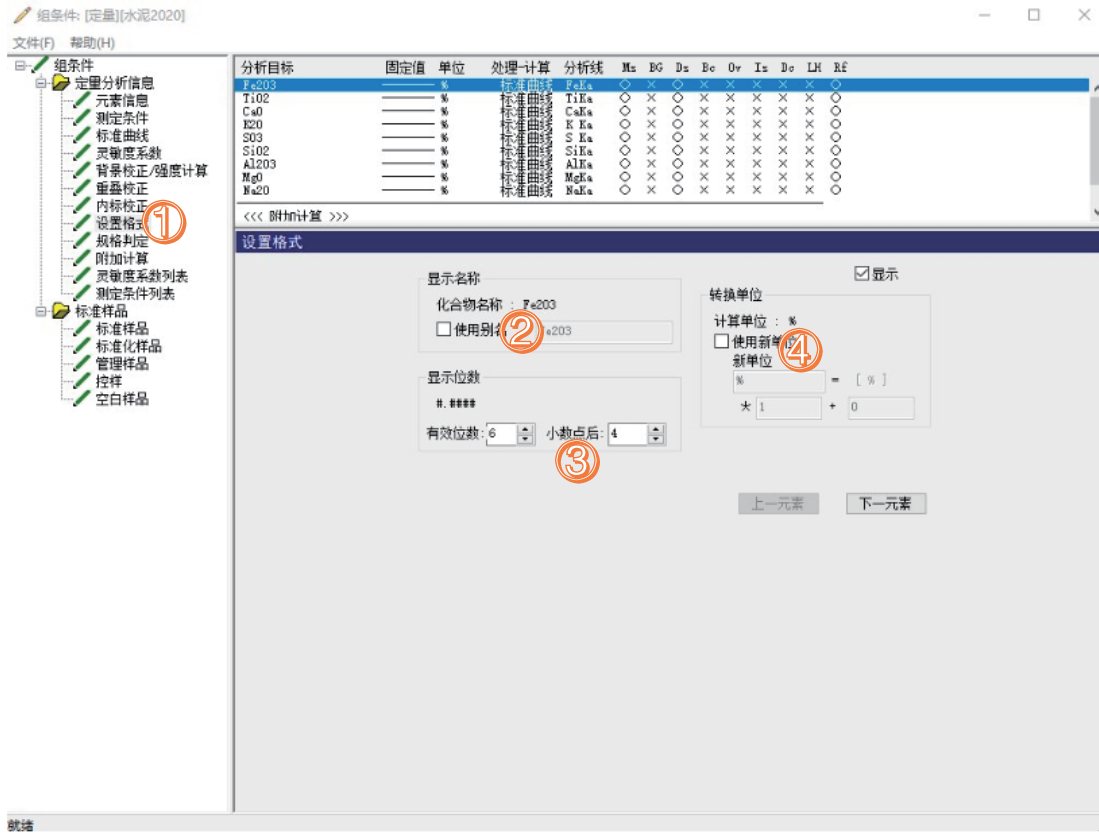 组条件: [定量][水泥2020]
文件(F) 帮助(H)
组条件
定量分析信息
元素信息
测定条件
标准曲线
灵敏度系数
背景校正/强度计算
重叠校正
内标校正
设置格式
①
规格判定
附加计算
灵敏度系数列表
测定条件列表
标准样品
标准样品
标准化样品
管理样品
控样
空白样品
分析目标 固定值 单位 处理-计算 分析线 Ms BG Ds Bc Ov Is Dc LH Rf
Fe2O3 % 标准曲线 FeKa ○ × ○ × × × × × ○
TiO2 % 标准曲线 TiKa ○ × ○ × × × × × ○
CaO % 标准曲线 CaKa ○ × ○ × × × × × ○
K2O % 标准曲线 K Ka ○ × ○ × × × × × ○
SO3 % 标准曲线 S Ka ○ × ○ × × × × × ○
SiO2 % 标准曲线 SiKa ○ × ○ × × × × × ○
Al2O3 % 标准曲线 AlKa ○ × ○ × × × × × ○
MgO % 标准曲线 MgKa ○ × ○ × × × × × ○
Na2O % 标准曲线 NaKa ○ × ○ × × × × × ○
<<< 附加计算 >>>
设置格式
显示名称
化合物名称 : Fe2O3
使用别名
②
e2O3
显示位数
#.####
有效位数: 6 小数点后: 4
③
显示
转换单位
计算单位 : %
使用新单位
④
新单位
% = [ % ]
* 1 + 0
上一元素 下一元素
就绪